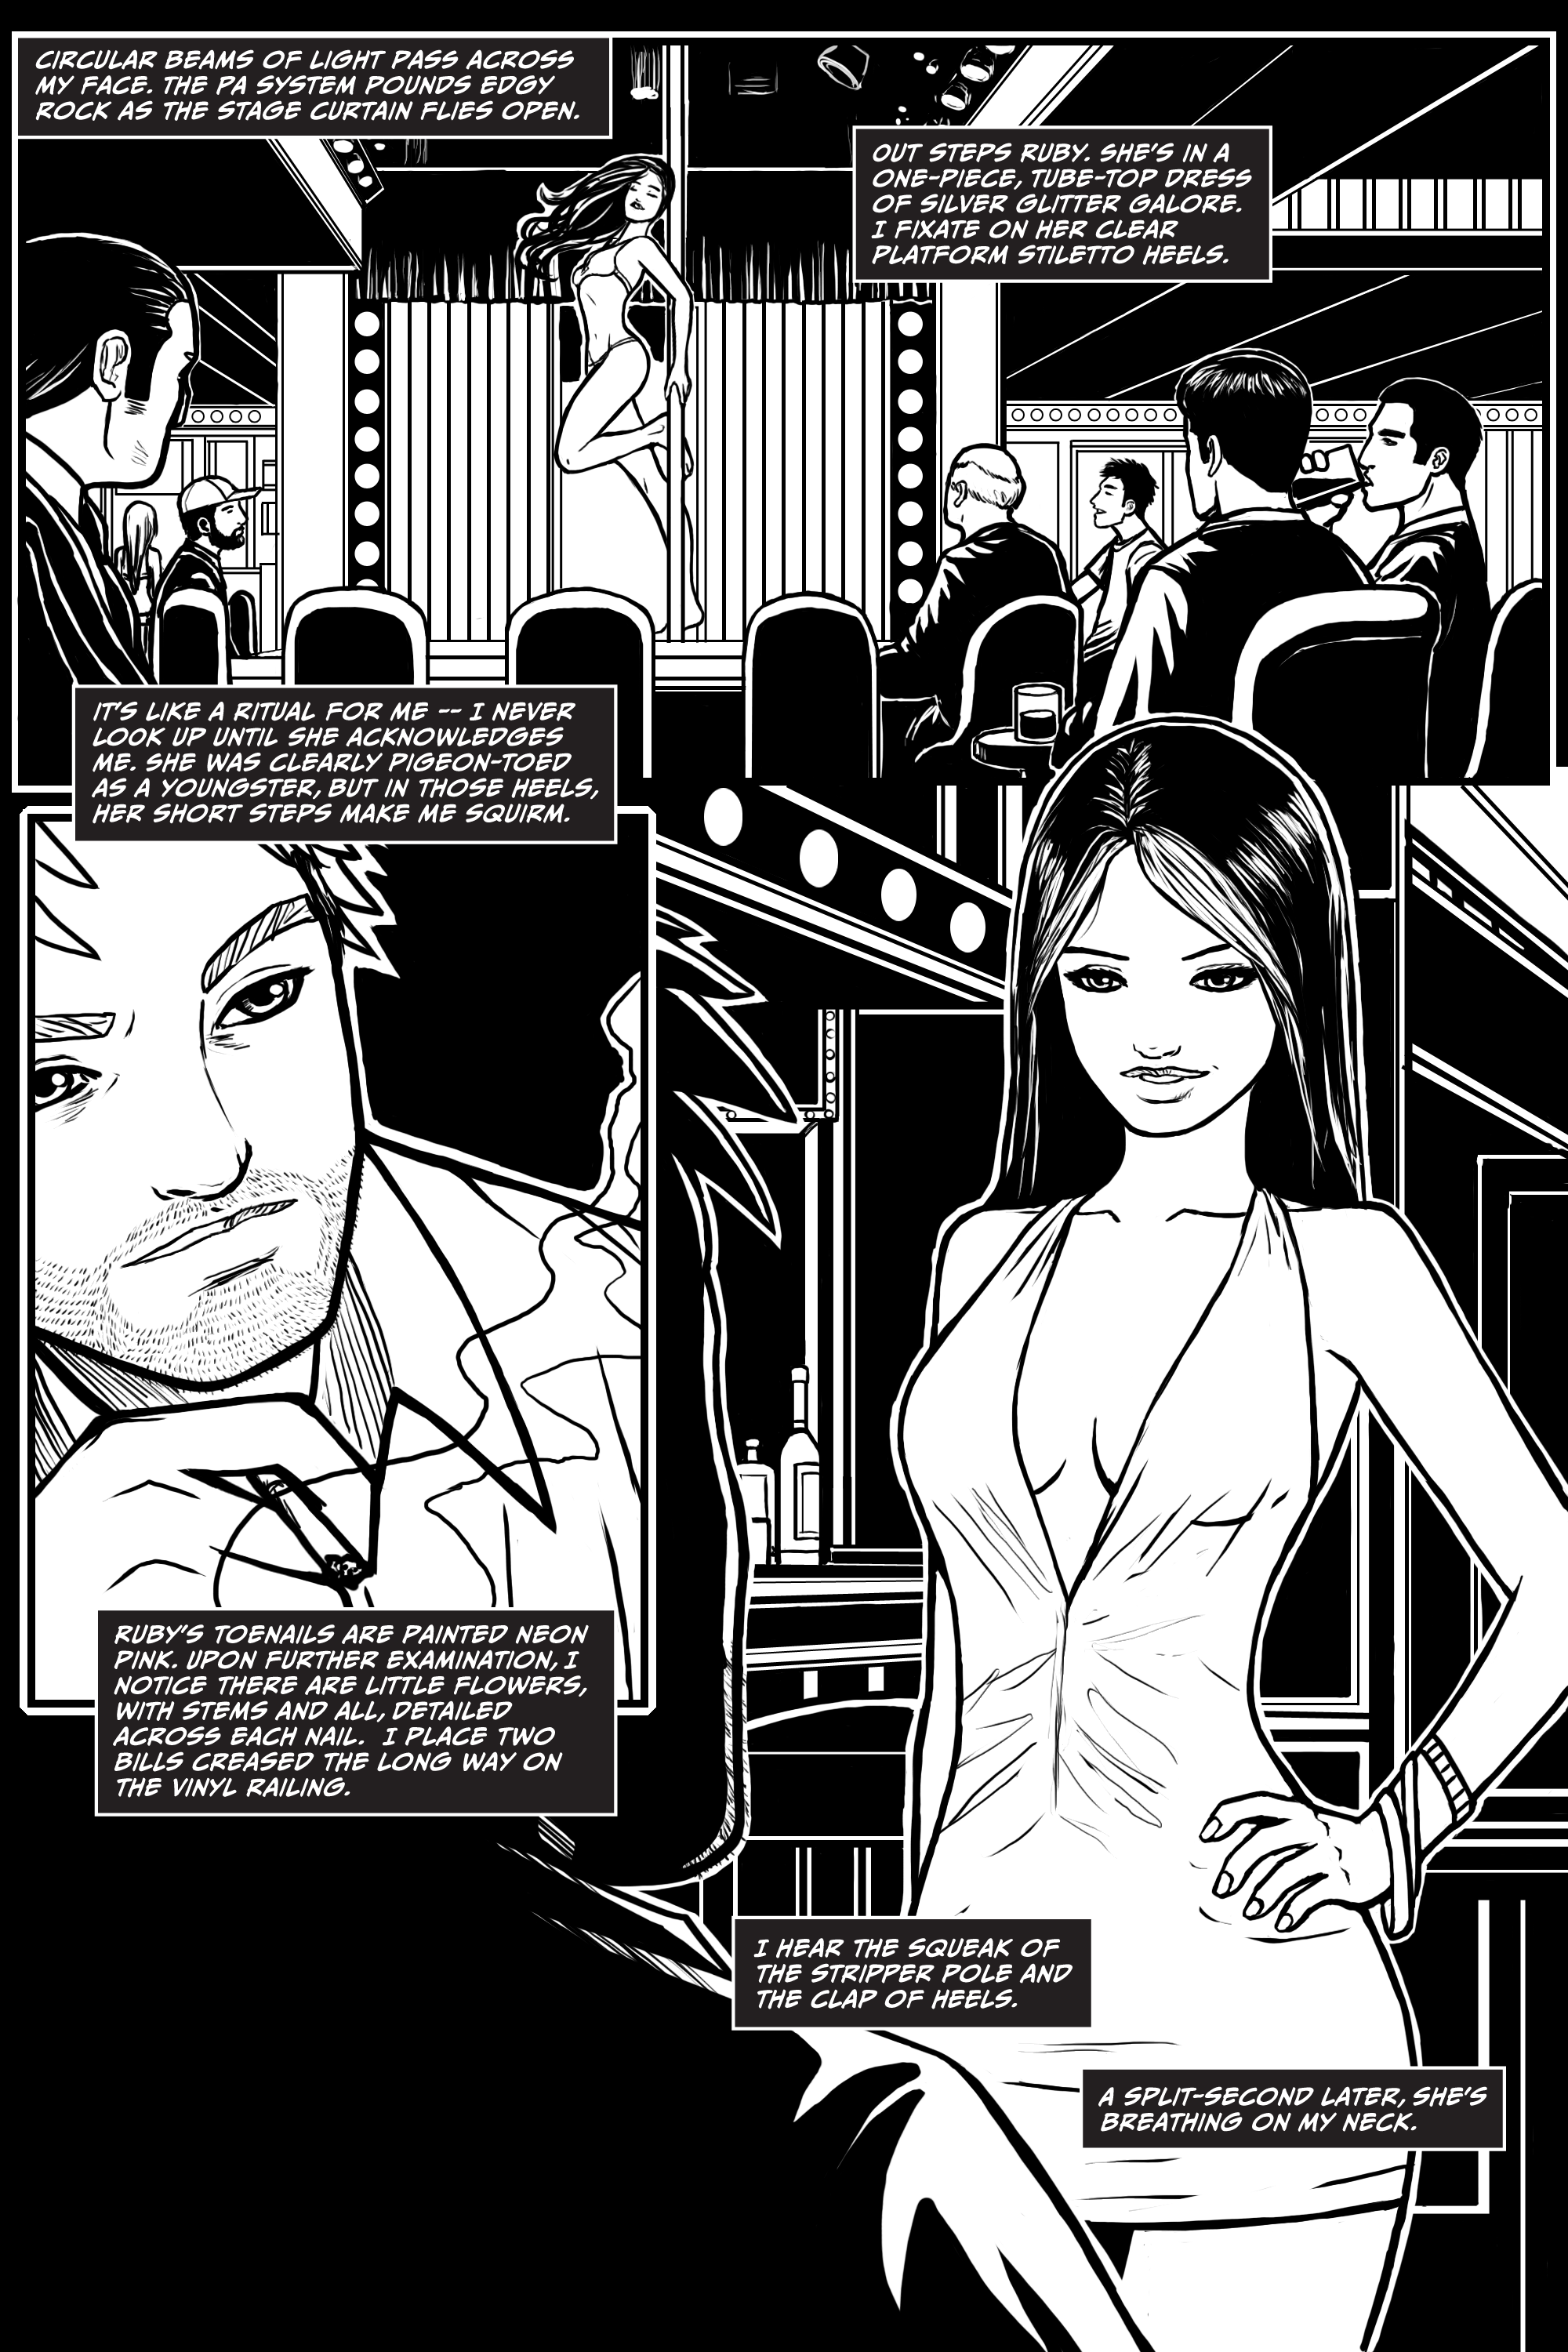 CIRCULAR BEAMS OF LIGHT PASS ACROSS
MY FACE. THE PA SYSTEM POUNDS EDGY
ROCK AS THE STAGE CURTAIN FLIES OPEN.
OUT STEPS RUBY. SHE'S IN A
ONE-PIECE, TUBE-TOP DRESS
OF SILVER GLITTER GALORE.
I FIXATE ON HER CLEAR
PLATFORM STILETTO HEELS.
IT'S LIKE A RITUAL FOR ME -- I NEVER
LOOK UP UNTIL SHE ACKNOWLEDGES
ME. SHE WAS CLEARLY PIGEON-TOED
AS A YOUNGSTER, BUT IN THOSE HEELS,
HER SHORT STEPS MAKE ME SQUIRM.
RUBY'S TOENAILS ARE PAINTED NEON
PINK. UPON FURTHER EXAMINATION, I
NOTICE THERE ARE LITTLE FLOWERS,
WITH STEMS AND ALL, DETAILED
ACROSS EACH NAIL. I PLACE TWO
BILLS CREASED THE LONG WAY ON
THE VINYL RAILING.
I HEAR THE SQUEAK OF
THE STRIPPER POLE AND
THE CLAP OF HEELS.
A SPLIT-SECOND LATER, SHE'S
BREATHING ON MY NECK.